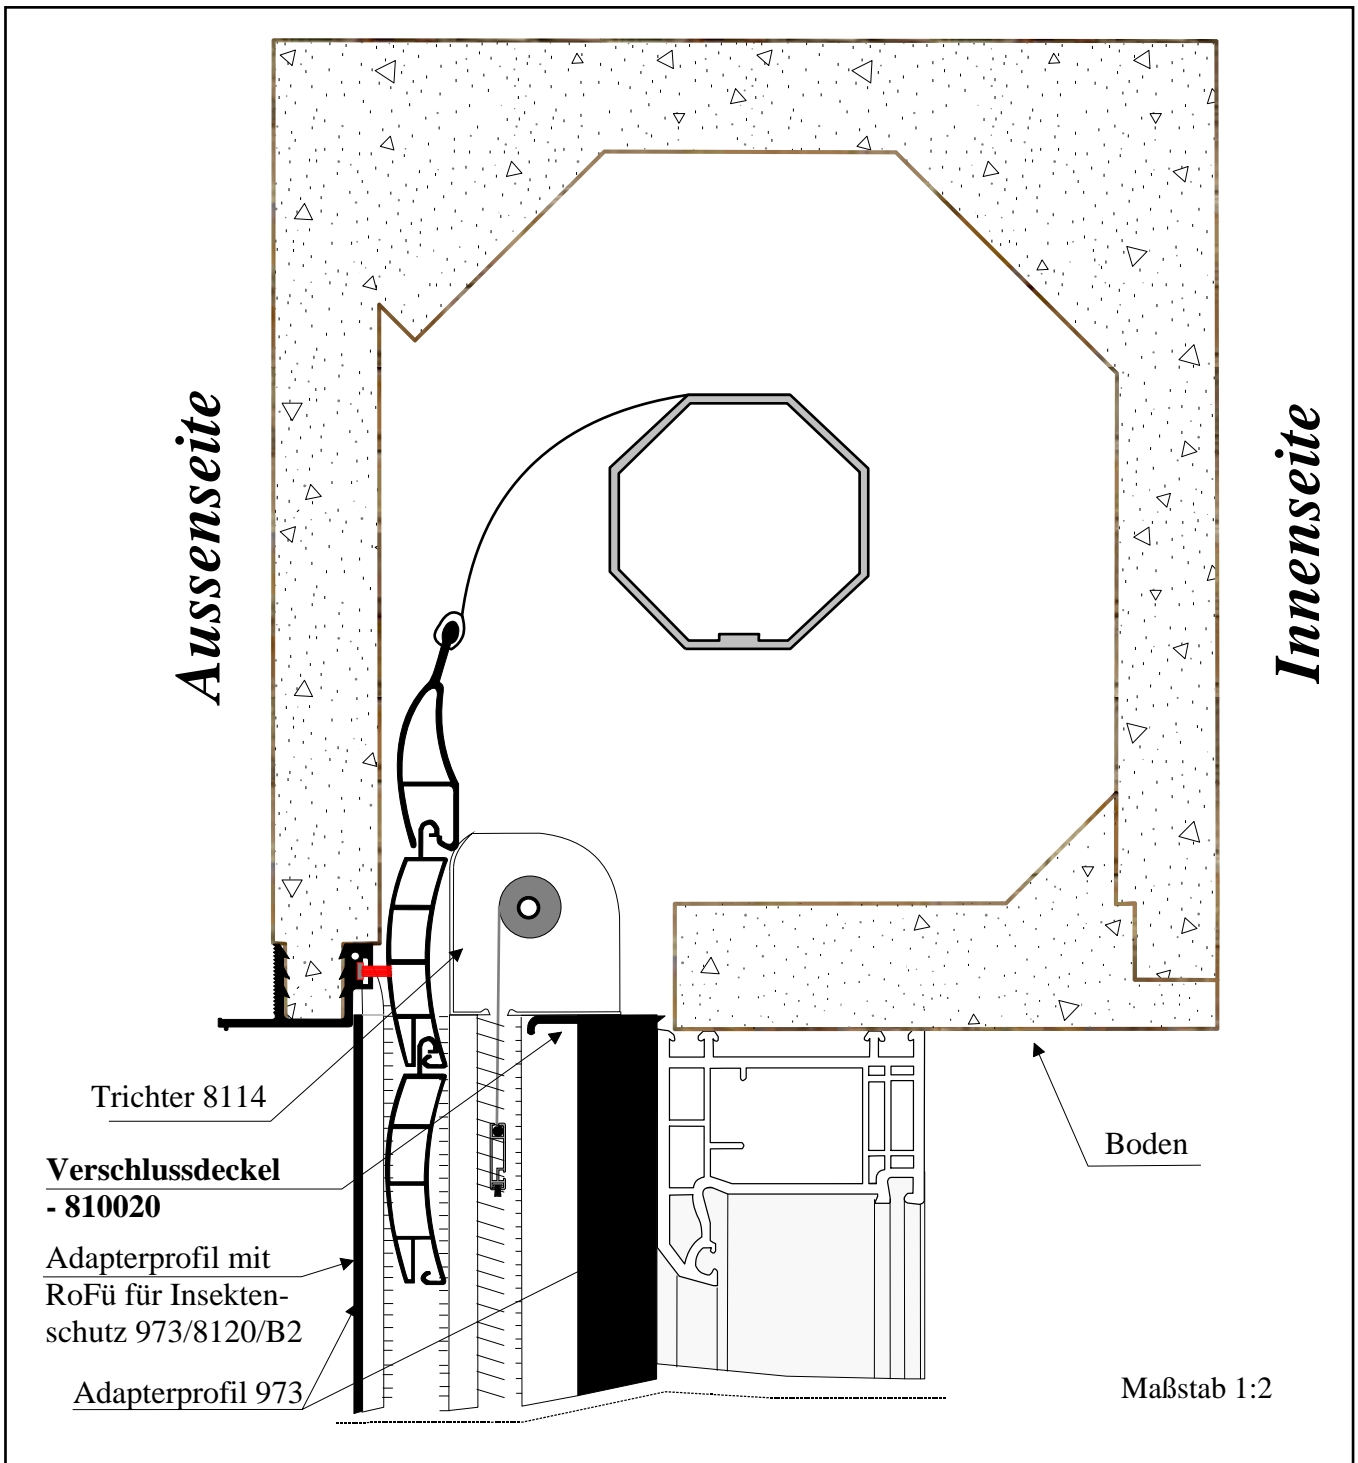 Aussenseite
Innenseite
Trichter 8114
Verschlussdeckel
- 810020
Adapterprofil mit
RoFü für Insekten-
schutz 973/8120/B2
Adapterprofil 973
Boden
Maßstab 1:2